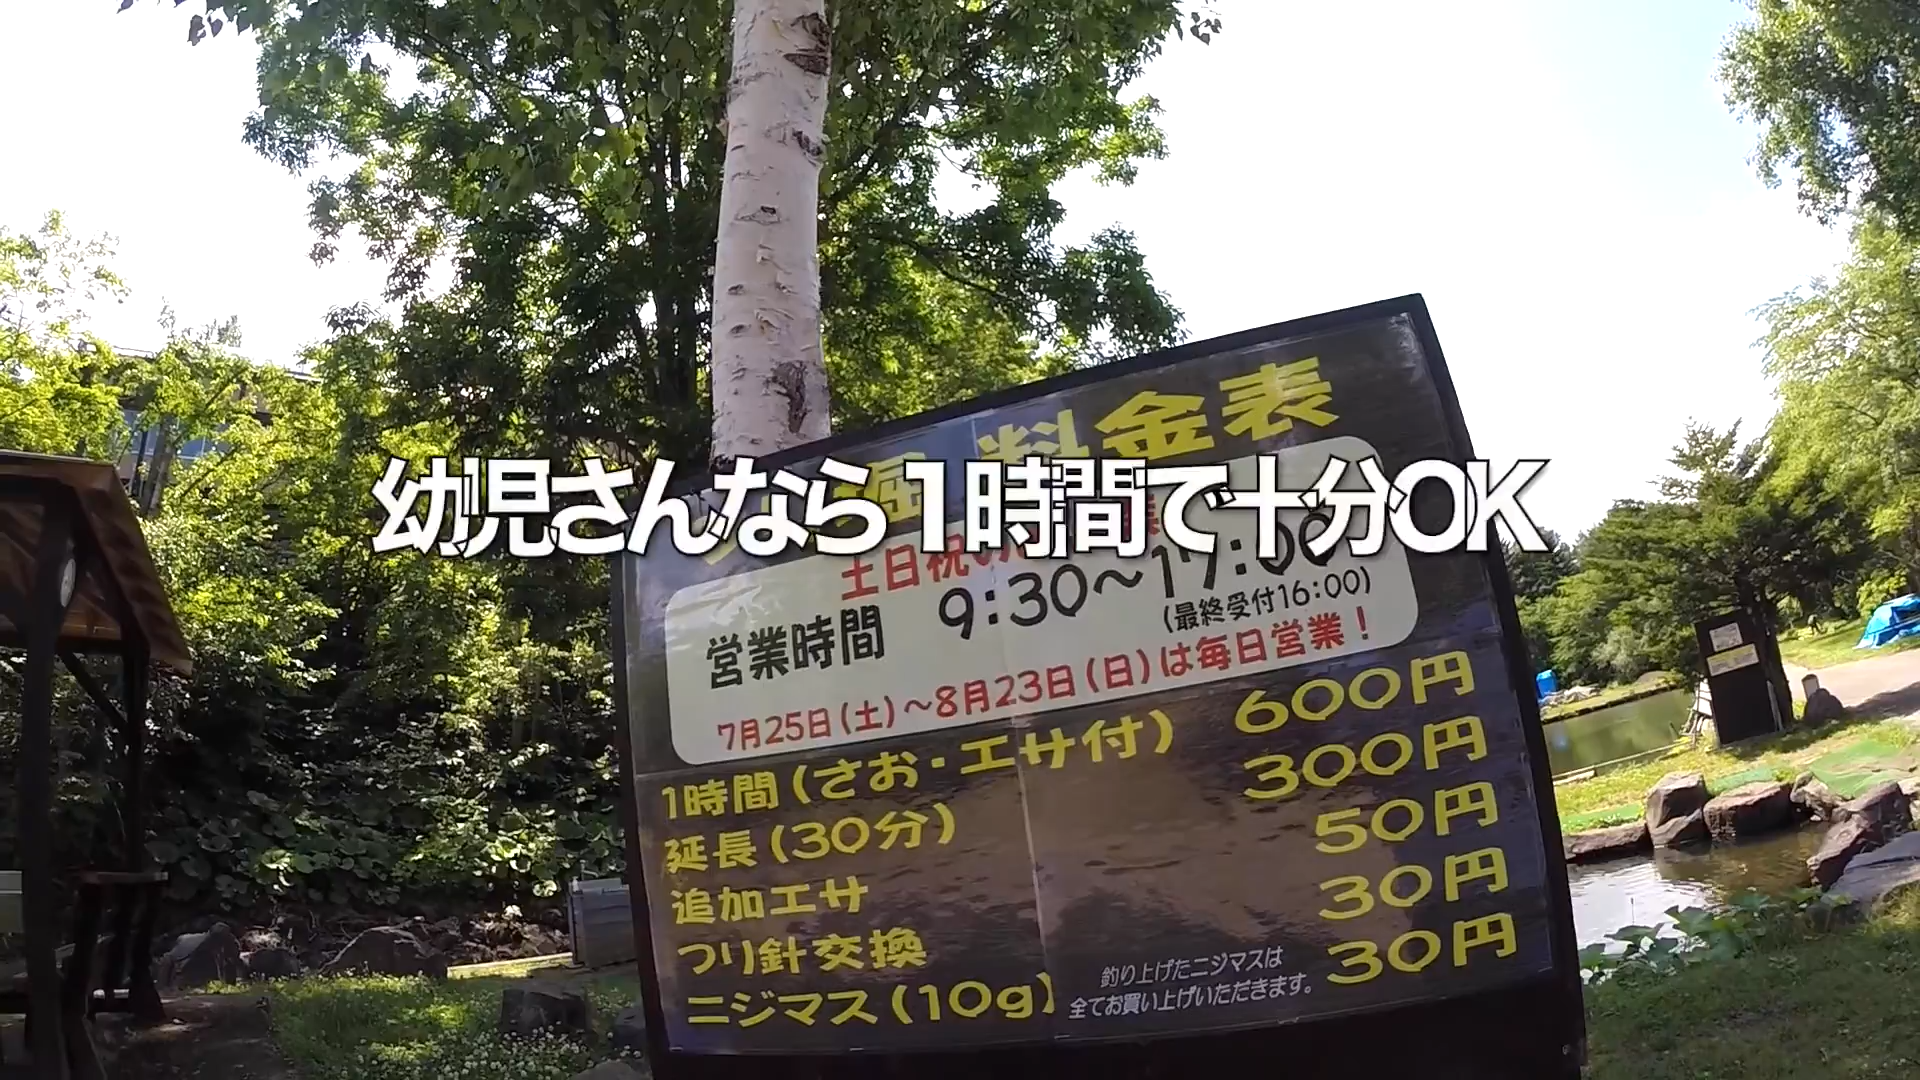 料金表
幼児さんなら1時間で十分OK
土日祝
営業時間 9:30～17:00
(最終受付16:00)
7月25日(土)～8月23日(日)は毎日営業！
1時間(さお・エサ付) 600円
延長(30分) 300円
追加エサ 50円
つり針交換 30円
ニジマス(10g) 30円
釣り上げたニジマスは
全てお買い上げいただきます。